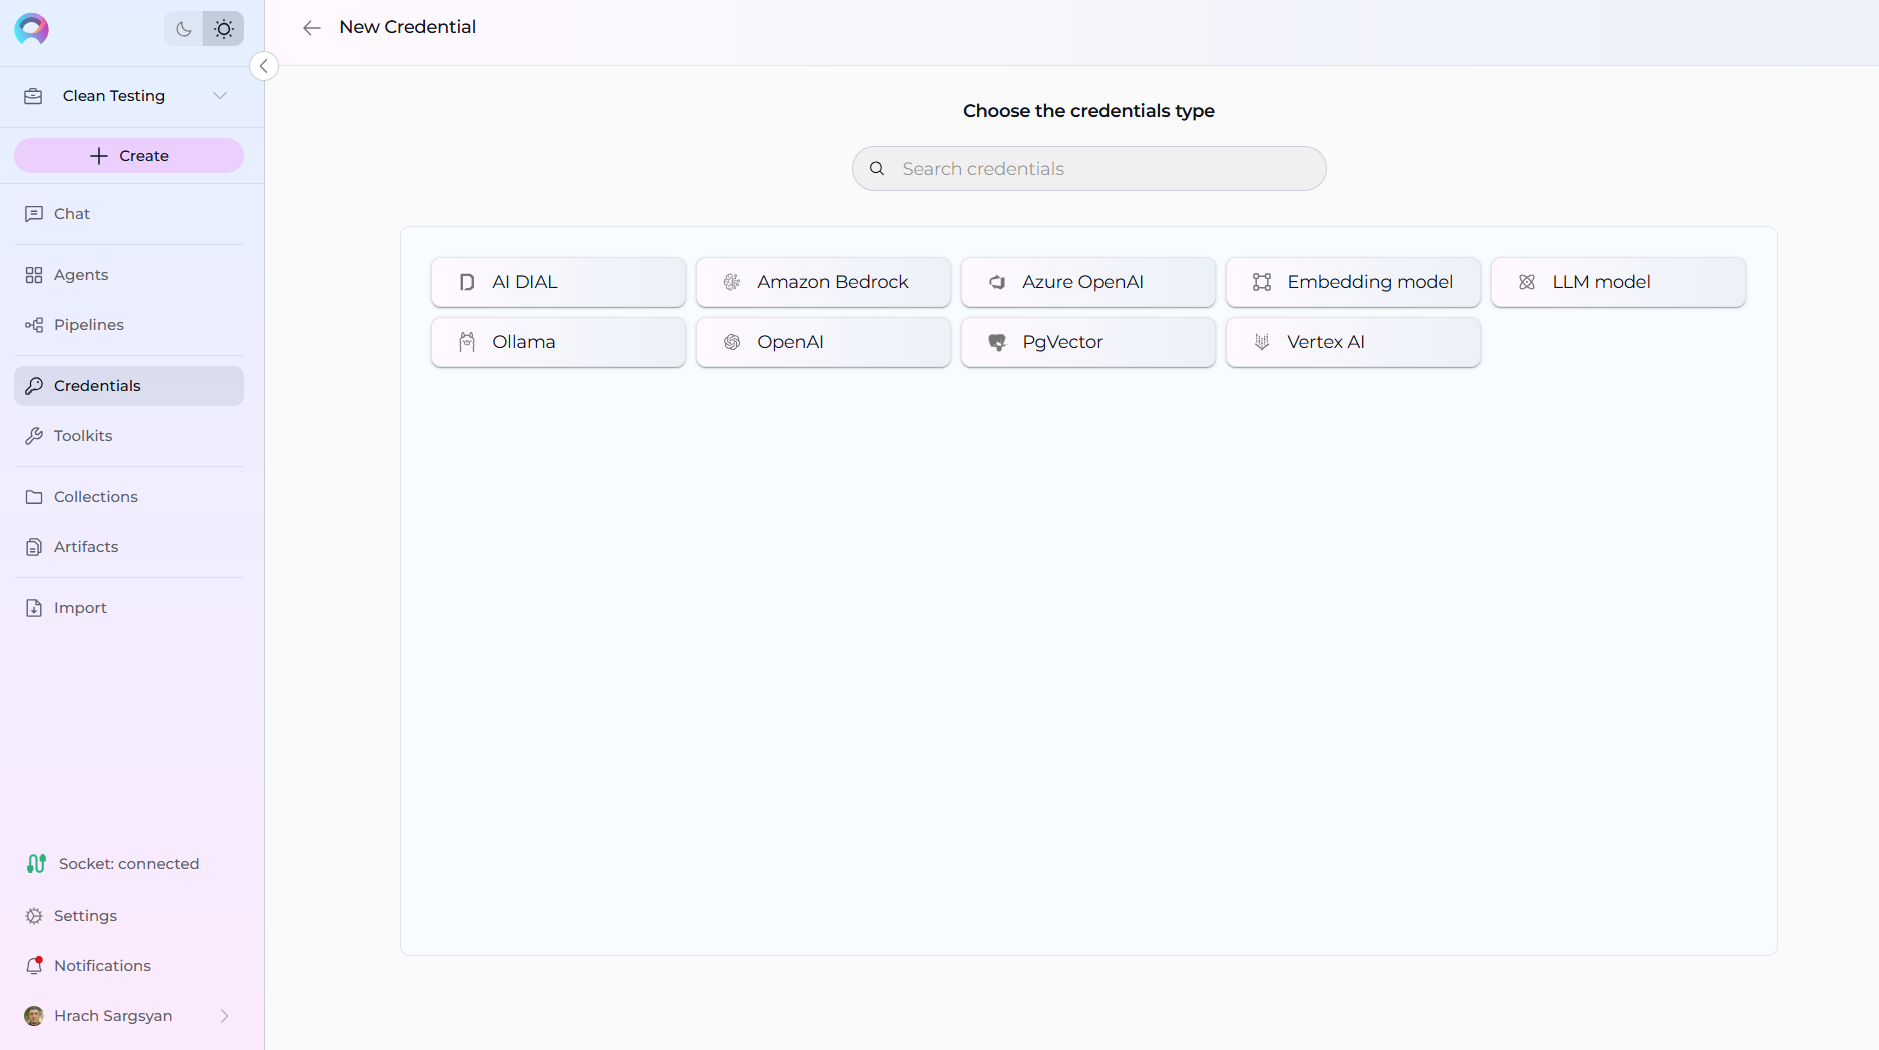 New Credential
Clean Testing
Create
Chat
Agents
Pipelines
Credentials
Toolkits
Collections
Artifacts
Import
Socket: connected
Settings
Notifications
Hrach Sargsyan
Choose the credentials type
Search credentials
AI DIAL
Amazon Bedrock
Azure OpenAI
Embedding model
LLM model
Ollama
OpenAI
PgVector
Vertex AI